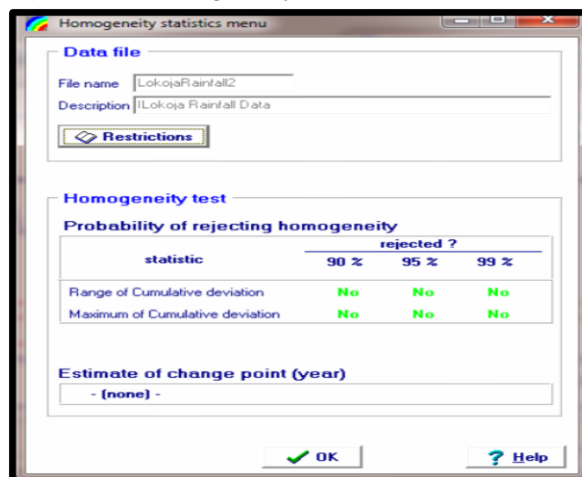 Homogeneity statistics menu
Data file
File name LokojaRainfall2
Description ILokoja Rainfall Data
Restrictions
Homogeneity test
Probability of rejecting homogeneity
rejected ?
statistic 90 % 95 % 99 %
Range of Cumulative deviation No No No
Maximum of Cumulative deviation No No No
Estimate of change point (year)
- (none) -
OK ? Help